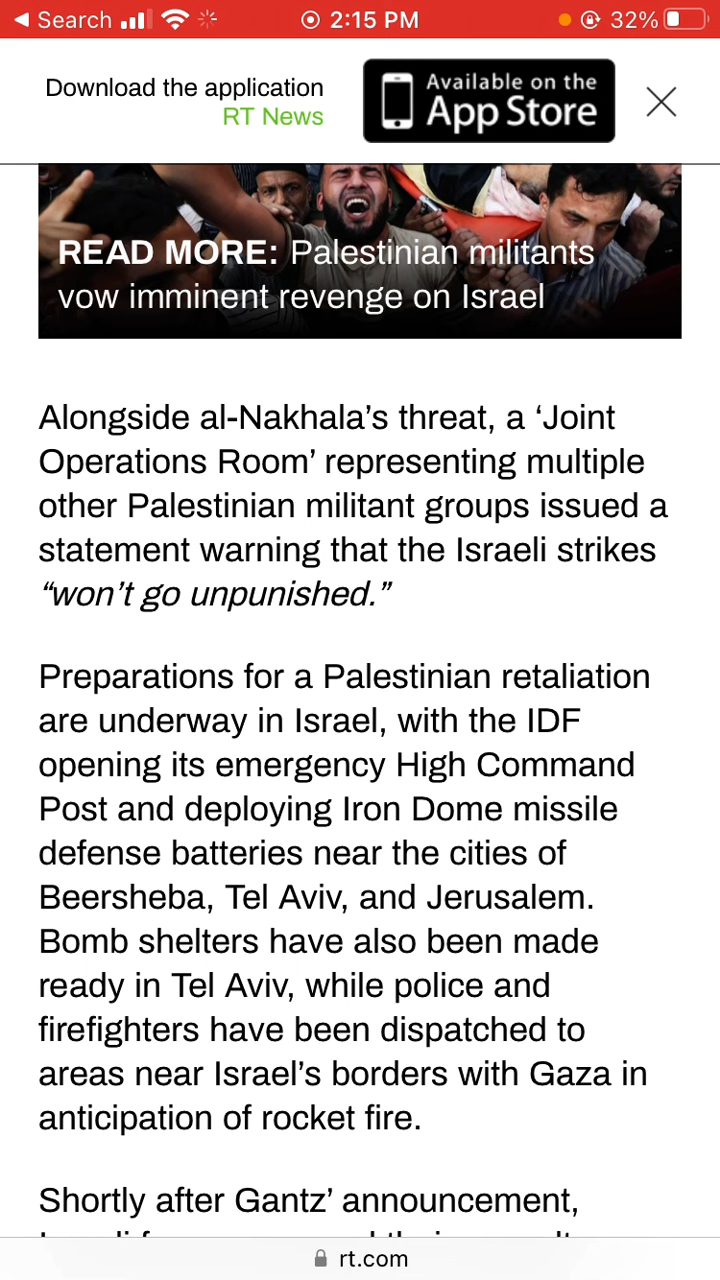 Search
2:15 PM
32%
Download the application
RT News
Available on the
App Store
READ MORE: Palestinian militants
vow imminent revenge on Israel
Alongside al-Nakhala’s threat, a ‘Joint
Operations Room’ representing multiple
other Palestinian militant groups issued a
statement warning that the Israeli strikes
“won’t go unpunished.”
Preparations for a Palestinian retaliation
are underway in Israel, with the IDF
opening its emergency High Command
Post and deploying Iron Dome missile
defense batteries near the cities of
Beersheba, Tel Aviv, and Jerusalem.
Bomb shelters have also been made
ready in Tel Aviv, while police and
firefighters have been dispatched to
areas near Israel’s borders with Gaza in
anticipation of rocket fire.
Shortly after Gantz’ announcement,
rt.com